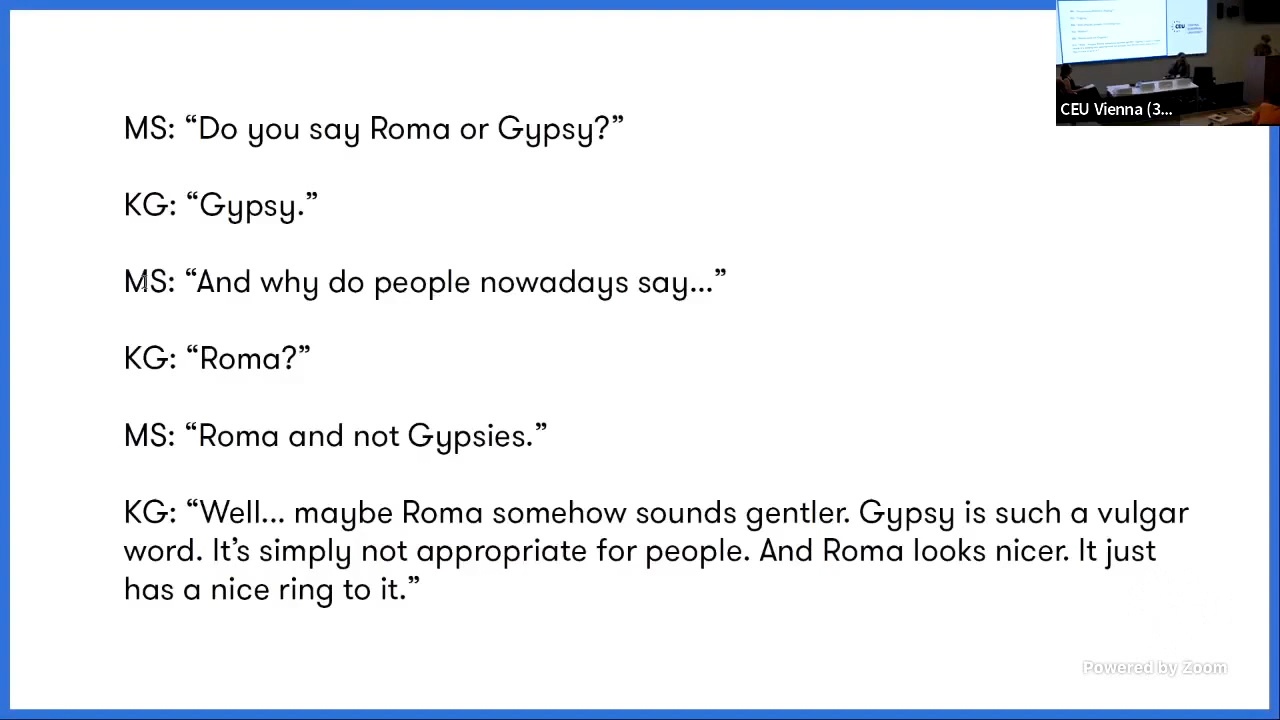 MS: “Do you say Roma or Gypsy?”
KG: “Gypsy.”
MS: “And why do people nowadays say...”
KG: “Roma?”
MS: “Roma and not Gypsies.”
KG: “Well... maybe Roma somehow sounds gentler. Gypsy is such a vulgar
word. It’s simply not appropriate for people. And Roma looks nicer. It just
has a nice ring to it.”
CEU
CEU Vienna (3...
Powered by Zoom